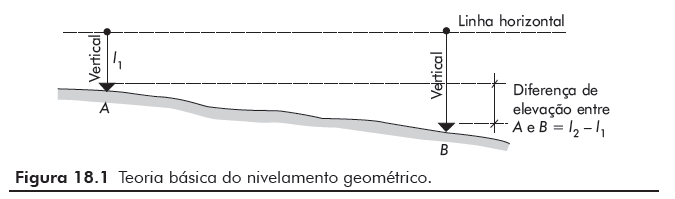 Linha horizontal
Vertical
l₁
Vertical
Diferença de
elevação entre
A e B = l₂ – l₁
A
B
Figura 18.1 Teoria básica do nivelamento geométrico.